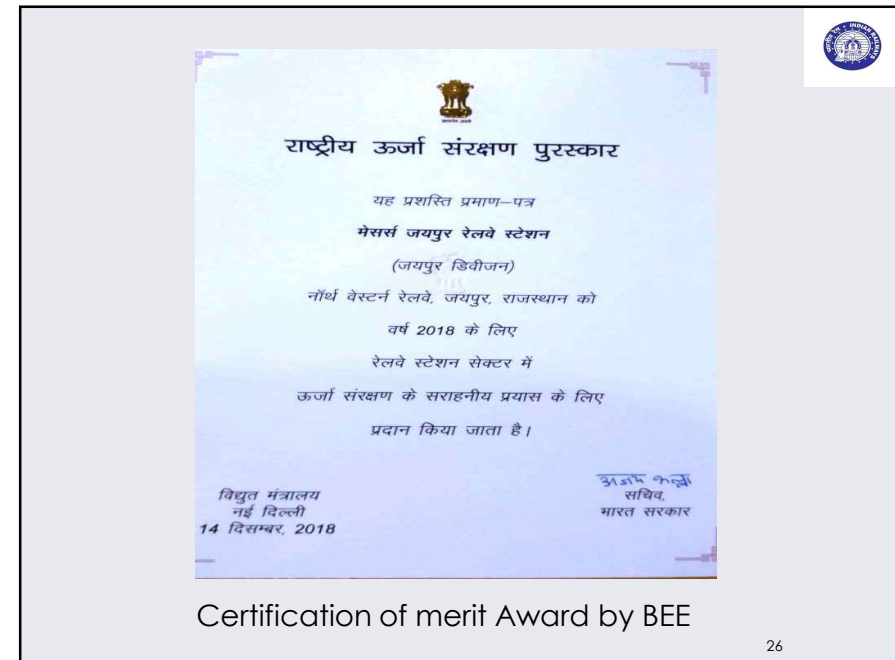 राष्ट्रीय ऊर्जा संरक्षण पुरस्कार
यह प्रशस्ति प्रमाण–पत्र
मेसर्स जयपुर रेलवे स्टेशन
(जयपुर डिवीजन)
नॉर्थ वेस्टर्न रेलवे, जयपुर, राजस्थान को
वर्ष 2018 के लिए
रेलवे स्टेशन सेक्टर में
ऊर्जा संरक्षण के सराहनीय प्रयास के लिए
प्रदान किया जाता है।
विद्युत मंत्रालय
नई दिल्ली
14 दिसम्बर, 2018
अजय भल्ला
सचिव,
भारत सरकार
Certification of merit Award by BEE
26